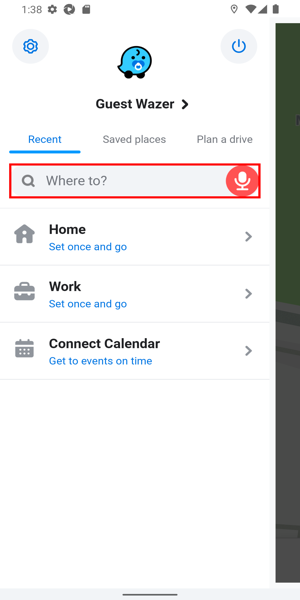 1:38
Guest Wazer
Recent Saved places Plan a drive
Where to?
Home
Set once and go
Work
Set once and go
Connect Calendar
Get to events on time